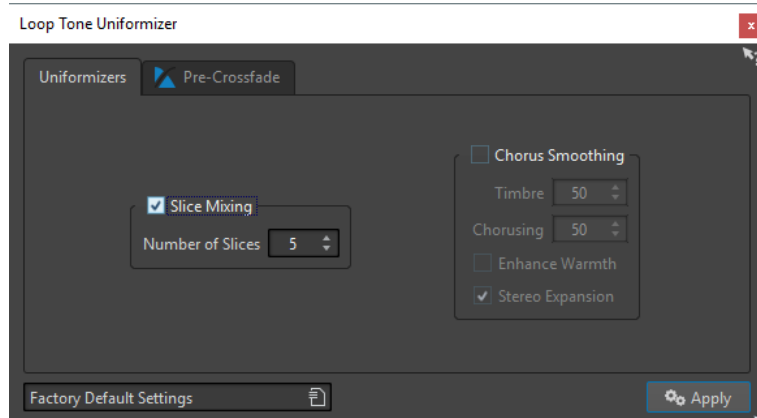 Loop Tone Uniformizer
x
Uniformizers
Pre-Crossfade
Slice Mixing
Number of Slices 5
Chorus Smoothing
Timbre 50
Chorusing 50
Enhance Warmth
Stereo Expansion
Factory Default Settings
Apply